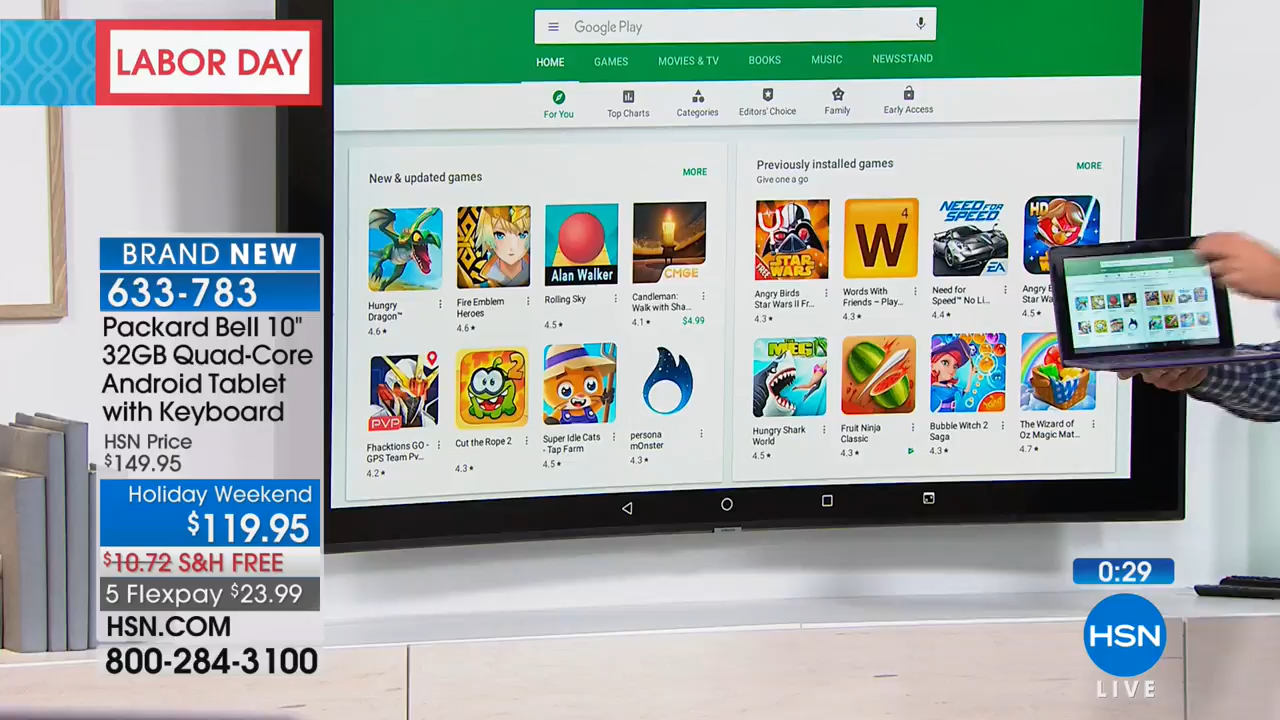 LABOR DAY
BRAND NEW
633-783
Packard Bell 10"
32GB Quad-Core
Android Tablet
with Keyboard
HSN Price
$149.95
Holiday Weekend
$119.95
$10.72 S&H FREE
5 Flexpay $23.99
HSN.COM
800-284-3100
Google Play
HOME GAMES MOVIES & TV BOOKS MUSIC NEWSSTAND
For You Top Charts Categories Editors' Choice Family Early Access
New & updated games MORE
Alan Walker
CMGE
Hungry
Dragon™
4.6★
Fire Emblem
Heroes
4.6★
Rolling Sky
4.5★
Candleman:
Walk with Sha...
4.1★ $4.99
PVP
2
Fhacktions GO -
GPS Team Pv...
4.2★
Cut the Rope 2
4.3★
Super Idle Cats
- Tap Farm
4.5★
persona
m0nster
4.3★
Previously installed games MORE
Give one a go
FREE STAR WARS
W 4
NEED FOR SPEED
EA
HD
Angry Birds
Star Wars II Fr...
4.3★
Words With
Friends – Play...
4.3★
Need for
Speed™ No Li...
4.4★
Angry
Star Wa
4.5★
THE MEG
Hungry Shark
World
4.5★
Fruit Ninja
Classic
4.3★
Bubble Witch 2
Saga
4.3★
The Wizard of
Oz Magic Mat...
4.7★
0:29
HSN
LIVE